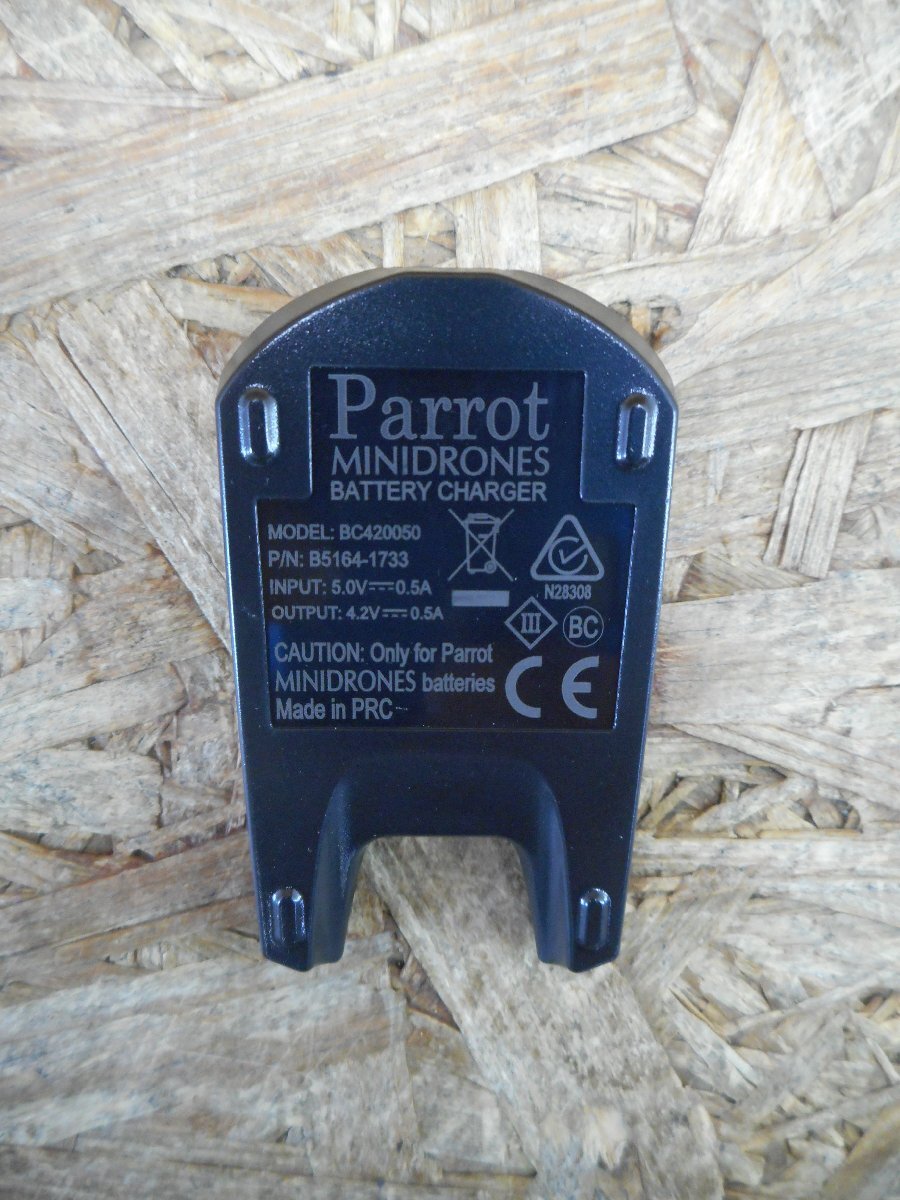 Parrot
MINIDRONES
BATTERY CHARGER
MODEL: BC420050
P/N: B5164-1733
INPUT: 5.0V⎓0.5A
OUTPUT: 4.2V⎓0.5A
N28308
III
BC
CAUTION: Only for Parrot
MINIDRONES batteries
Made in PRC
CE